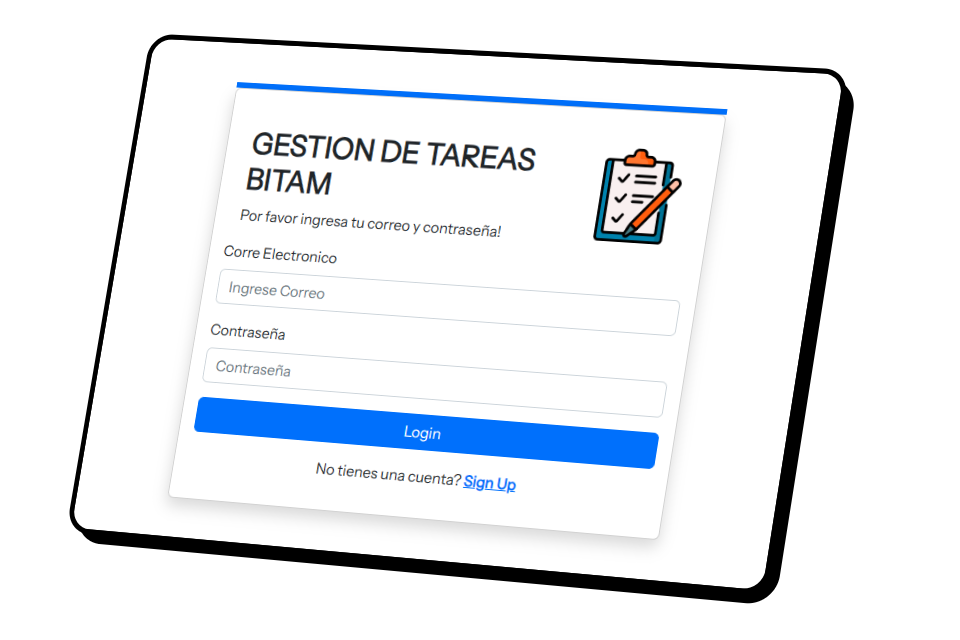 GESTION DE TAREAS
BITAM
Por favor ingresa tu correo y contraseña!
Corre Electronico
Ingrese Correo
Contraseña
Contraseña
Login
No tienes una cuenta? Sign Up